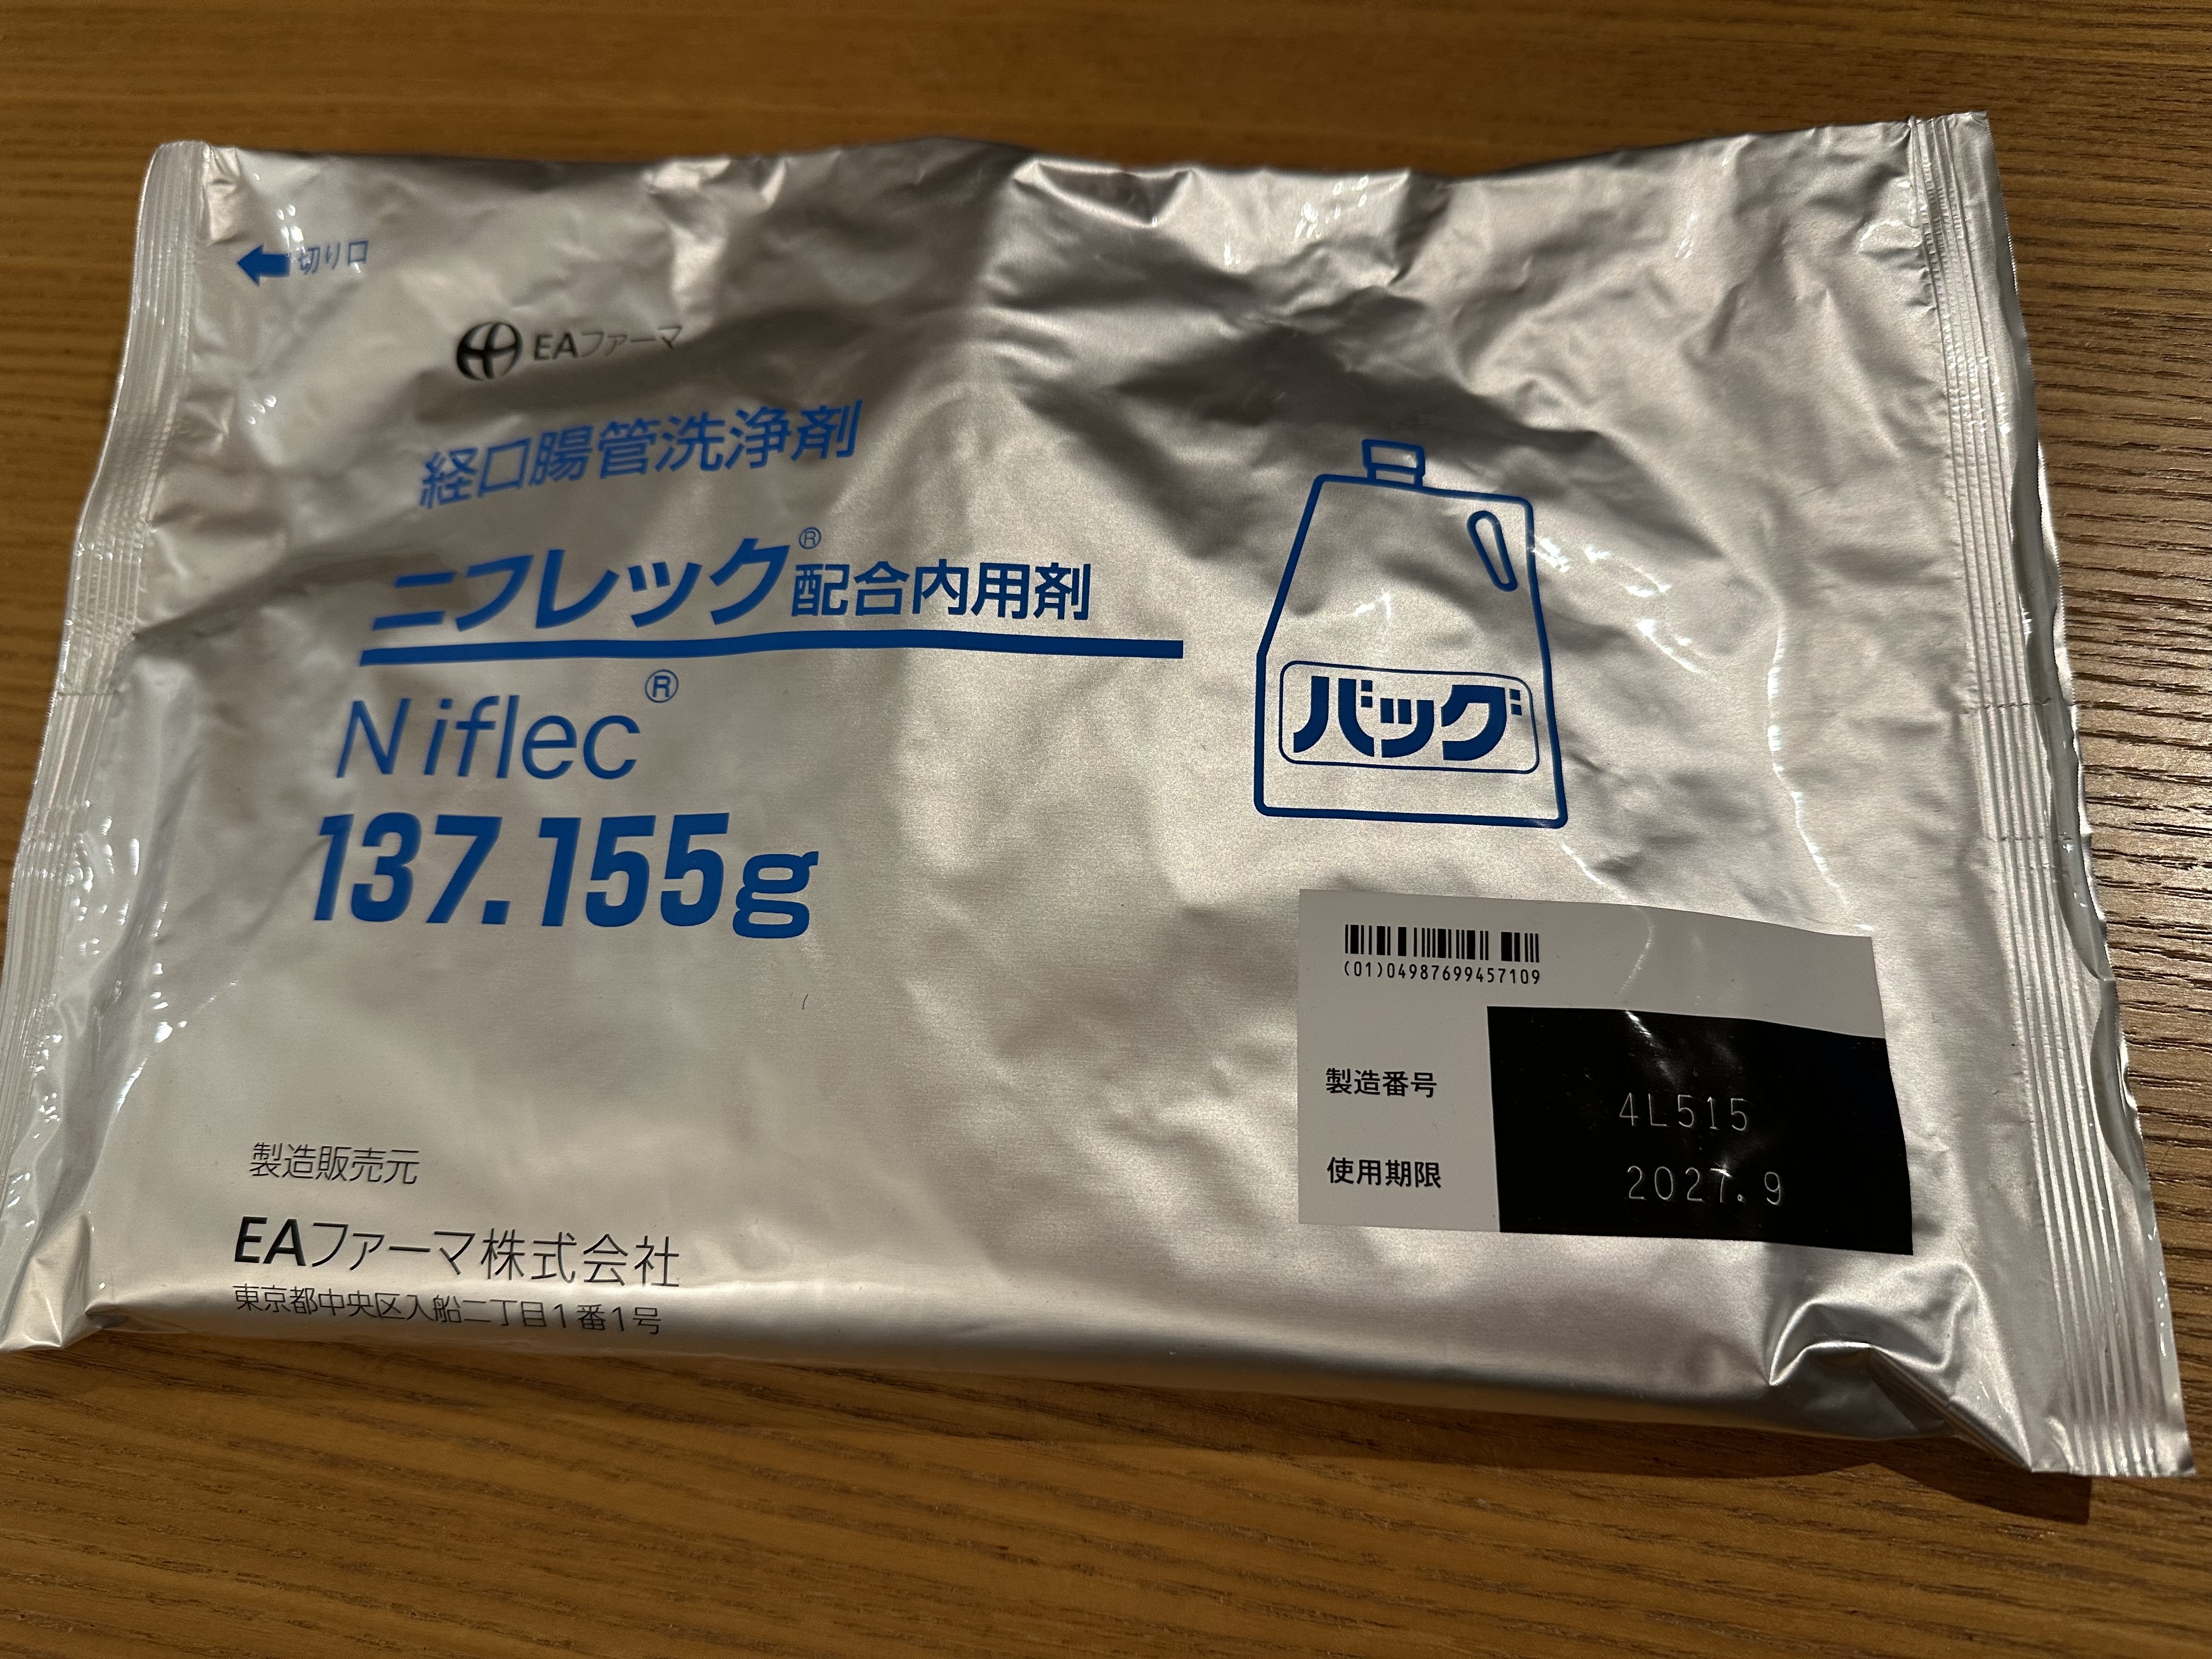 切り口
EAファーマ
経口腸管洗浄剤
ニフレック®配合内用剤
Niflec®
137.155g
バッグ
(01)04987699457109
製造番号 4L515
使用期限 2027.9
製造販売元
EAファーマ株式会社
東京都中央区入船二丁目1番1号